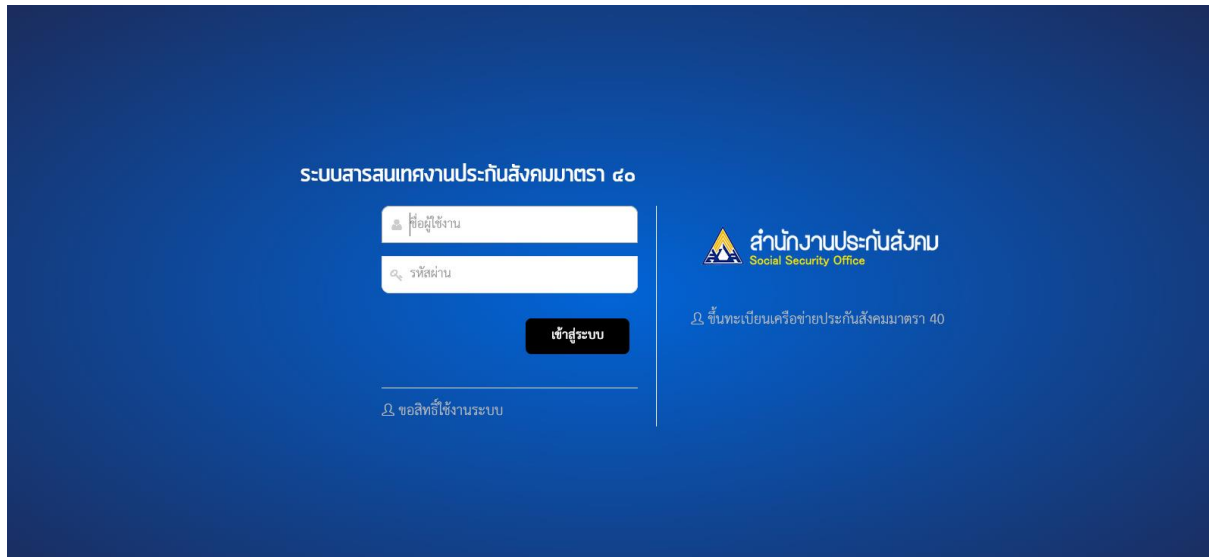 ระบบสารสนเทศงานประกันสังคมมาตรา ๔๐
ชื่อผู้ใช้งาน
รหัสผ่าน
เข้าสู่ระบบ
ขอสิทธิ์ใช้งานระบบ
สำนักงานประกันสังคม
Social Security Office
ขึ้นทะเบียนเครือข่ายประกันสังคมมาตรา 40